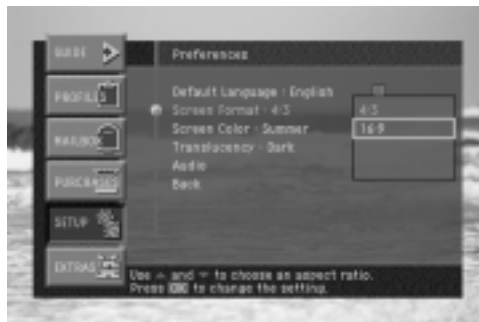 GUIDE
PROFILES
MAILBOX
PURCHASES
SETUP
EXTRAS
Preferences
Default Language : English
Screen Format : 4/3
Screen Color : Summer
Translucency : Dark
Audio
Back
4/3
16:9
Use and to choose an aspect ratio.
Press OK to change the setting.